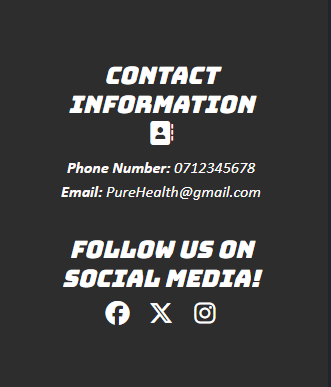 CONTACT
INFORMATION
Phone Number: 0712345678
Email: PureHealth@gmail.com
FOLLOW US ON
SOCIAL MEDIA!